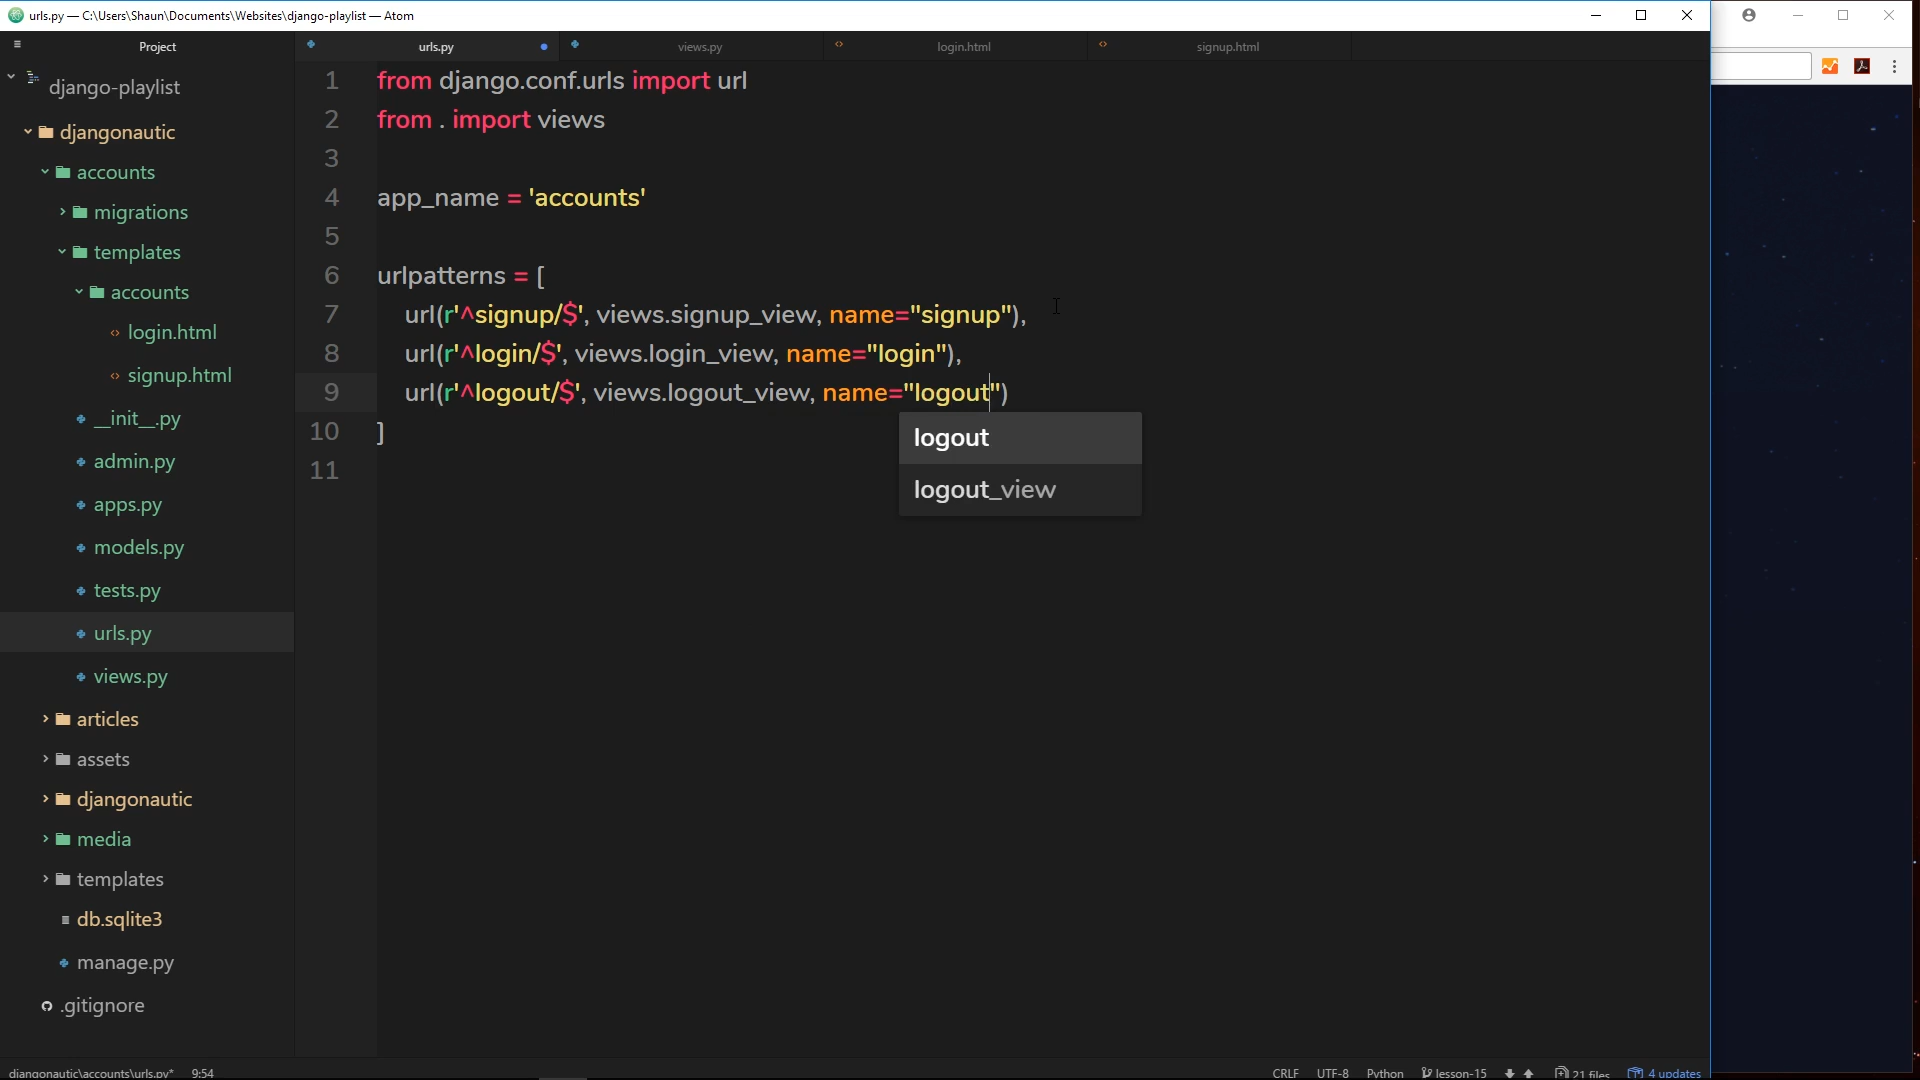 urls.py — C:\Users\Shaun\Documents\Websites\django-playlist — Atom
Project
urls.py
views.py
login.html
signup.html
django-playlist
djangonautic
accounts
migrations
templates
accounts
login.html
signup.html
__init__.py
admin.py
apps.py
models.py
tests.py
urls.py
views.py
articles
assets
djangonautic
media
templates
db.sqlite3
manage.py
.gitignore
1 from django.conf.urls import url
2 from . import views
3
4 app_name = 'accounts'
5
6 urlpatterns = [
7 url(r'^signup/$', views.signup_view, name="signup"),
8 url(r'^login/$', views.login_view, name="login"),
9 url(r'^logout/$', views.logout_view, name="logout")
10 ]
11
logout
logout_view
djangonautic\accounts\urls.py* 9:54
CRLF UTF-8 Python lesson-15 21 files 4 updates